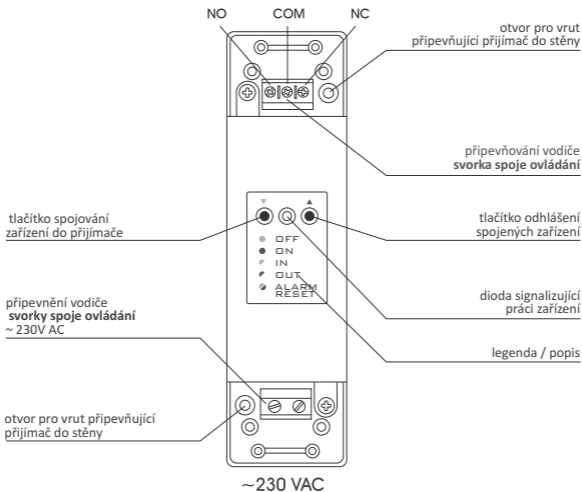 NO COM NC
otvor pro vrut
připevňující přijímač do stěny
připevňování vodiče
svorka spoje ovládání
tlačítko spojování
zařízení do přijímače
tlačítko odhlášení
spojených zařízení
OFF
ON
IN
OUT
ALARM
RESET
připevnění vodiče
svorky spoje ovládání
~ 230V AC
dioda signalizující
práci zařízení
legenda / popis
otvor pro vrut připevňující
přijímač do stěny
~230 VAC